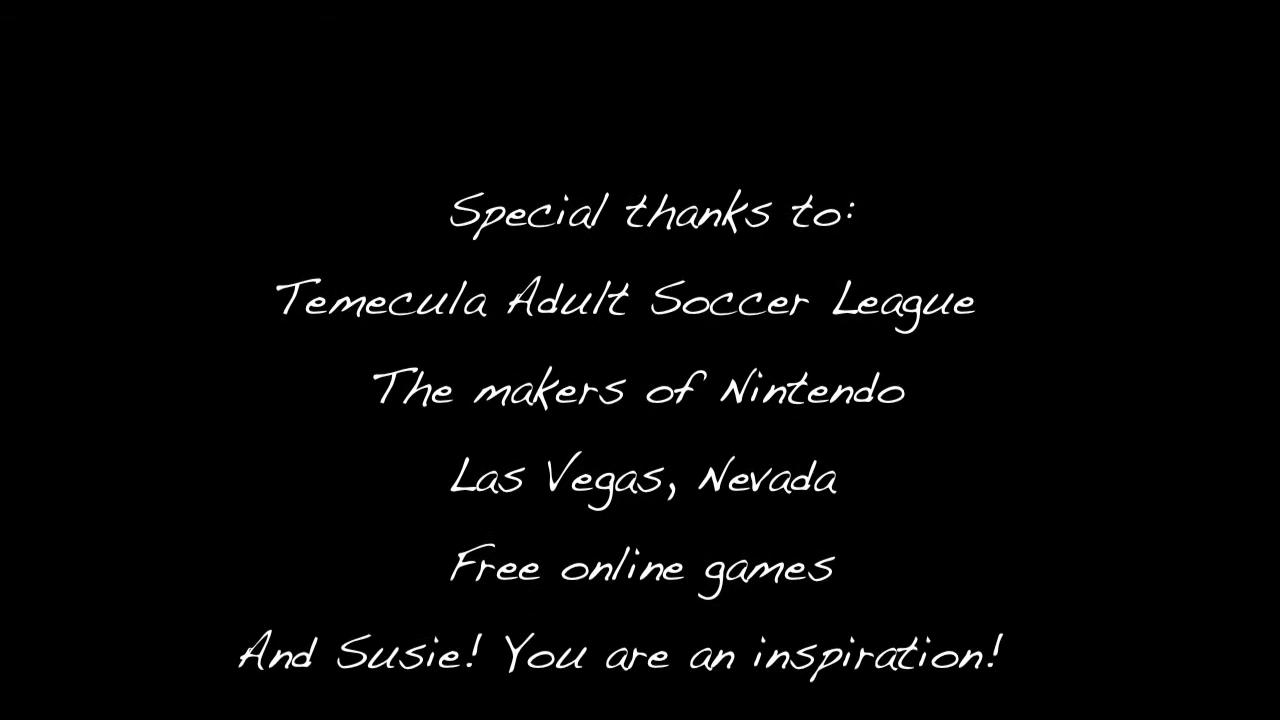 Special thanks to:
Temecula Adult Soccer League
The makers of Nintendo
Las Vegas, Nevada
Free online games
And Susie! You are an inspiration!